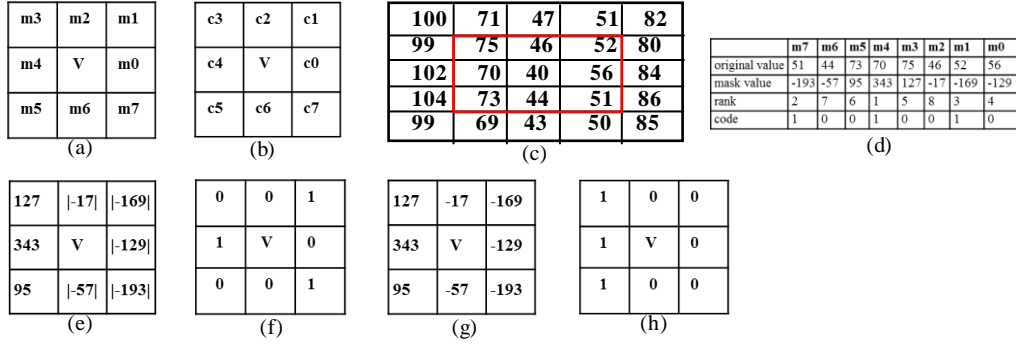 m3 m2 m1
m4 V m0
m5 m6 m7
(a)
c3 c2 c1
c4 V c0
c5 c6 c7
(b)
100 71 47 51 82
99 75 46 52 80
102 70 40 56 84
104 73 44 51 86
99 69 43 50 85
(c)
m7 m6 m5 m4 m3 m2 m1 m0
original value 51 44 73 70 75 46 52 56
mask value -193 -57 95 343 127 -17 -169 -129
rank 2 7 6 1 5 8 3 4
code 1 0 0 1 0 0 1 0
(d)
127 |-17| |-169|
343 V |-129|
95 |-57| |-193|
(e)
0 0 1
1 V 0
0 0 1
(f)
127 -17 -169
343 V -129
95 -57 -193
(g)
1 0 0
1 V 0
1 0 0
(h)